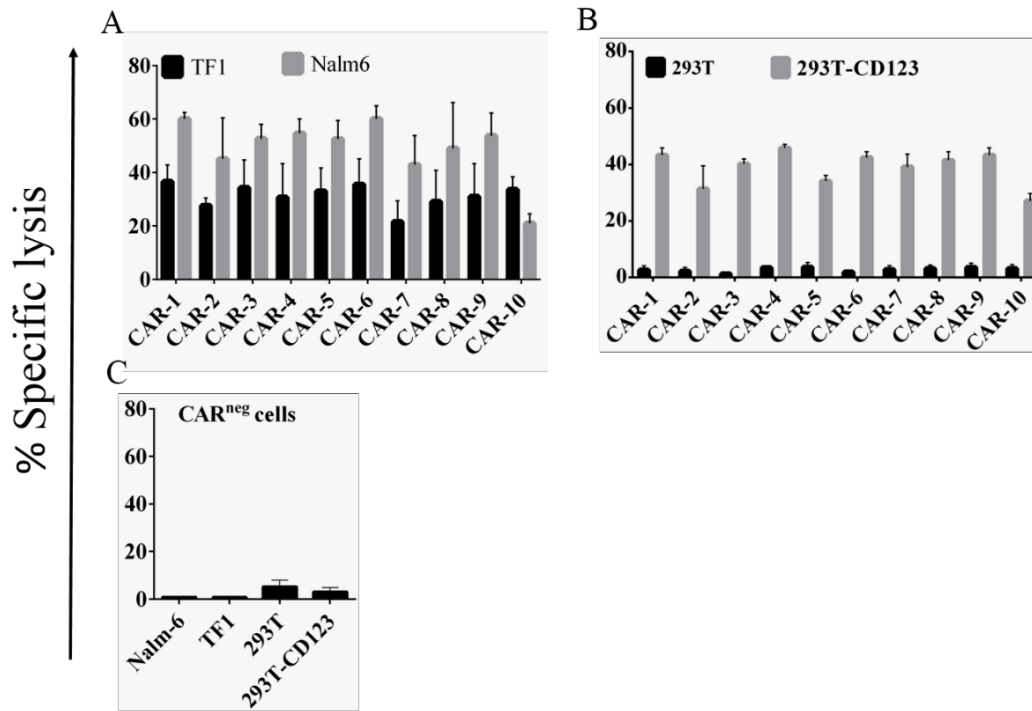 % Specific lysis
A
TF1 Nalm6
80
60
40
20
0
CAR-1 CAR-2 CAR-3 CAR-4 CAR-5 CAR-6 CAR-7 CAR-8 CAR-9 CAR-10
B
293T 293T-CD123
80
60
40
20
0
CAR-1 CAR-2 CAR-3 CAR-4 CAR-5 CAR-6 CAR-7 CAR-8 CAR-9 CAR-10
C
CARneg cells
80
60
40
20
0
Nalm-6 TF1 293T 293T-CD123